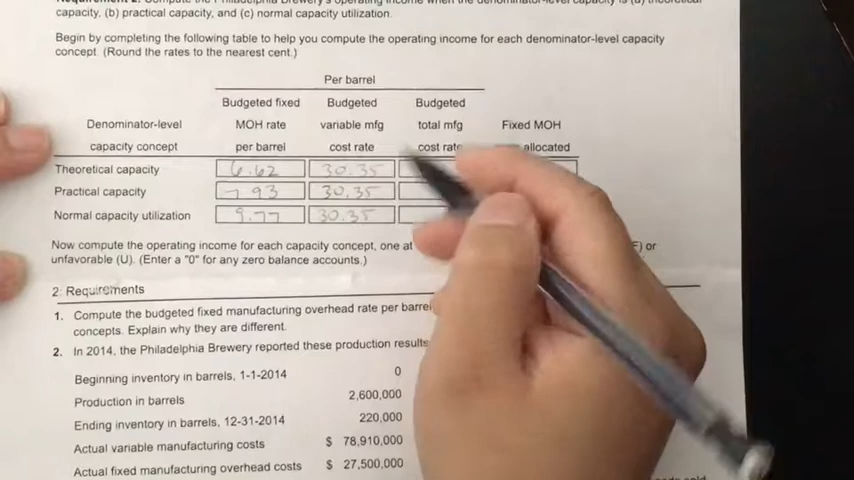 capacity, (b) practical capacity, and (c) normal capacity utilization.
Begin by completing the following table to help you compute the operating income for each denominator-level capacity
concept. (Round the rates to the nearest cent.)
Per barrel
Budgeted fixed Budgeted Budgeted
Denominator-level MOH rate variable mfg total mfg Fixed MOH
capacity concept per barrel cost rate cost rate allocated
Theoretical capacity 6.62 30.35
Practical capacity 7.93 30.35
Normal capacity utilization 9.77 30.35
Now compute the operating income for each capacity concept, one at F) or
unfavorable (U). (Enter a "0" for any zero balance accounts.)
2: Requirements
1. Compute the budgeted fixed manufacturing overhead rate per barrel
concepts. Explain why they are different.
2. In 2014, the Philadelphia Brewery reported these production results
Beginning inventory in barrels, 1-1-2014 0
Production in barrels 2,600,000
Ending inventory in barrels, 12-31-2014 220,000
Actual variable manufacturing costs $ 78,910,000
Actual fixed manufacturing overhead costs $ 27,500,000